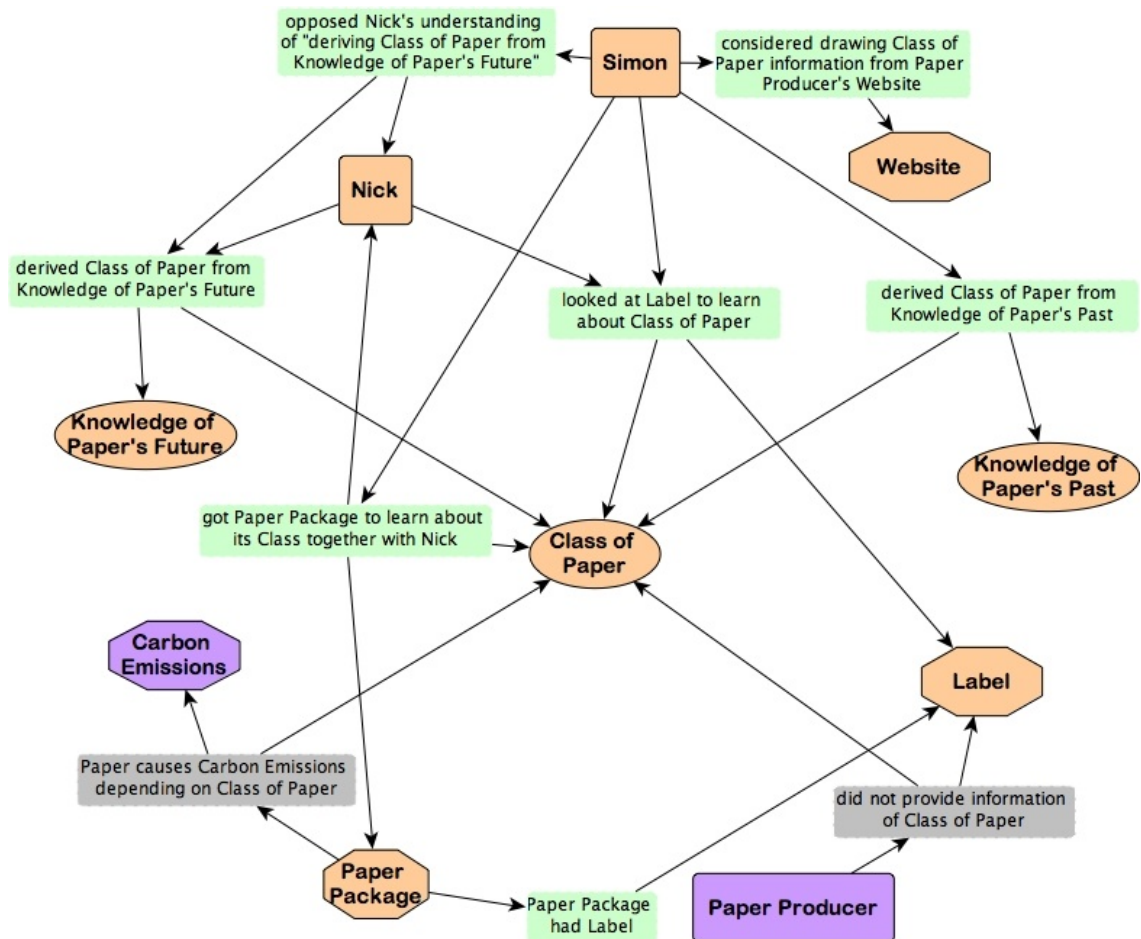 opposed Nick's understanding
of "deriving Class of Paper from
Knowledge of Paper's Future"
Simon
considered drawing Class of
Paper information from Paper
Producer's Website
Website
Nick
derived Class of Paper from
Knowledge of Paper's Future
looked at Label to learn
about Class of Paper
derived Class of Paper from
Knowledge of Paper's Past
Knowledge of
Paper's Future
Knowledge of
Paper's Past
got Paper Package to learn about
its Class together with Nick
Class of
Paper
Carbon
Emissions
Label
Paper causes Carbon Emissions
depending on Class of Paper
did not provide information
of Class of Paper
Paper
Package
Paper Package
had Label
Paper Producer